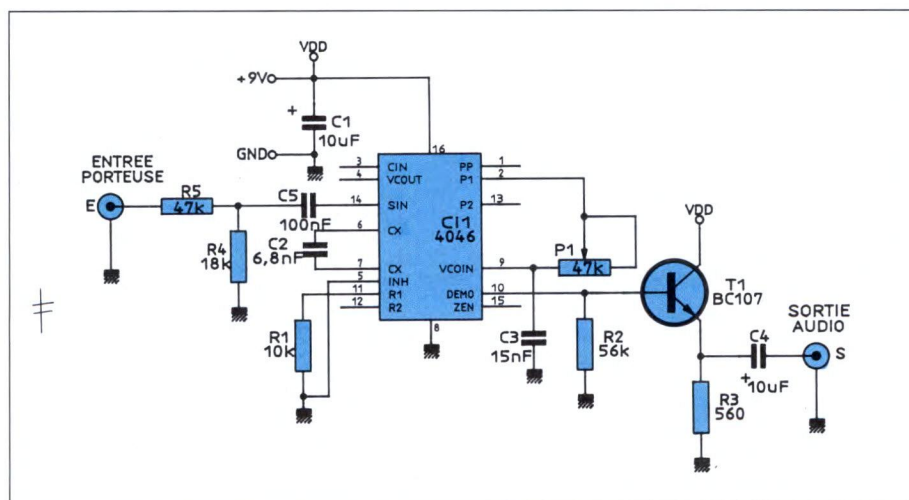 VDD
+9V
+
C1
10uF
GND
ENTREE
PORTEUSE
E
R5
47k
R4
18k
C5
100nF
C2
6,8nF
R1
10k
16
3
4
14
6
7
5
11
12
CIN
VCOUT
SIN
CX
CX
INH
R1
R2
PP
P1
P2
CI1
4046
VCOIN
DEMO
ZEN
1
2
13
9
10
15
8
P1
47k
C3
15nF
R2
56k
VDD
T1
BC107
SORTIE
AUDIO
C4
+
10uF
S
R3
560